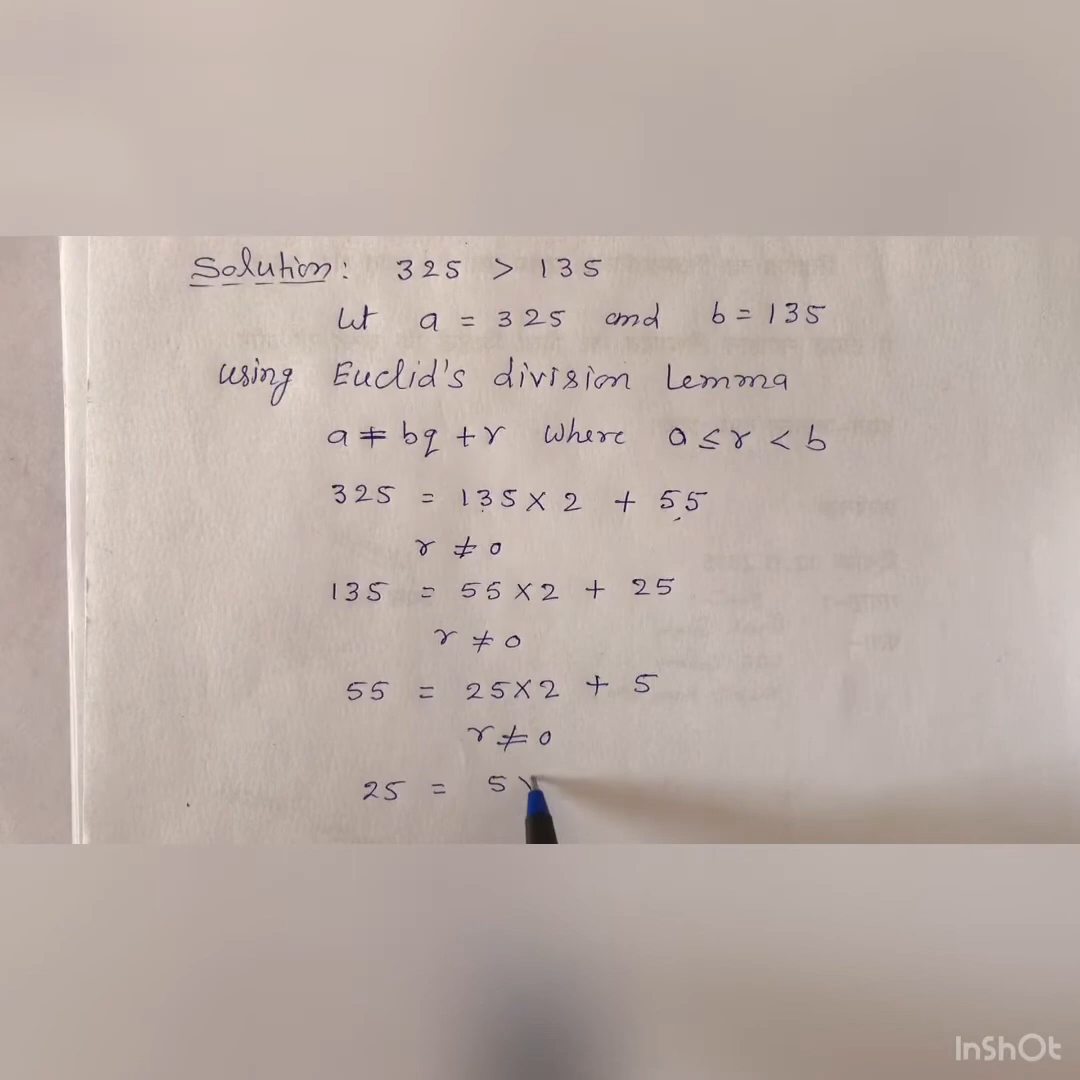 Solution: 325 > 135
Let a = 325 and b = 135
using Euclid's division Lemma
a ≠ bq + r where a ≤ r < b
325 = 135 × 2 + 55
r ≠ 0
135 = 55 × 2 + 25
r ≠ 0
55 = 25 × 2 + 5
r ≠ 0
25 = 5 ×
InShOt